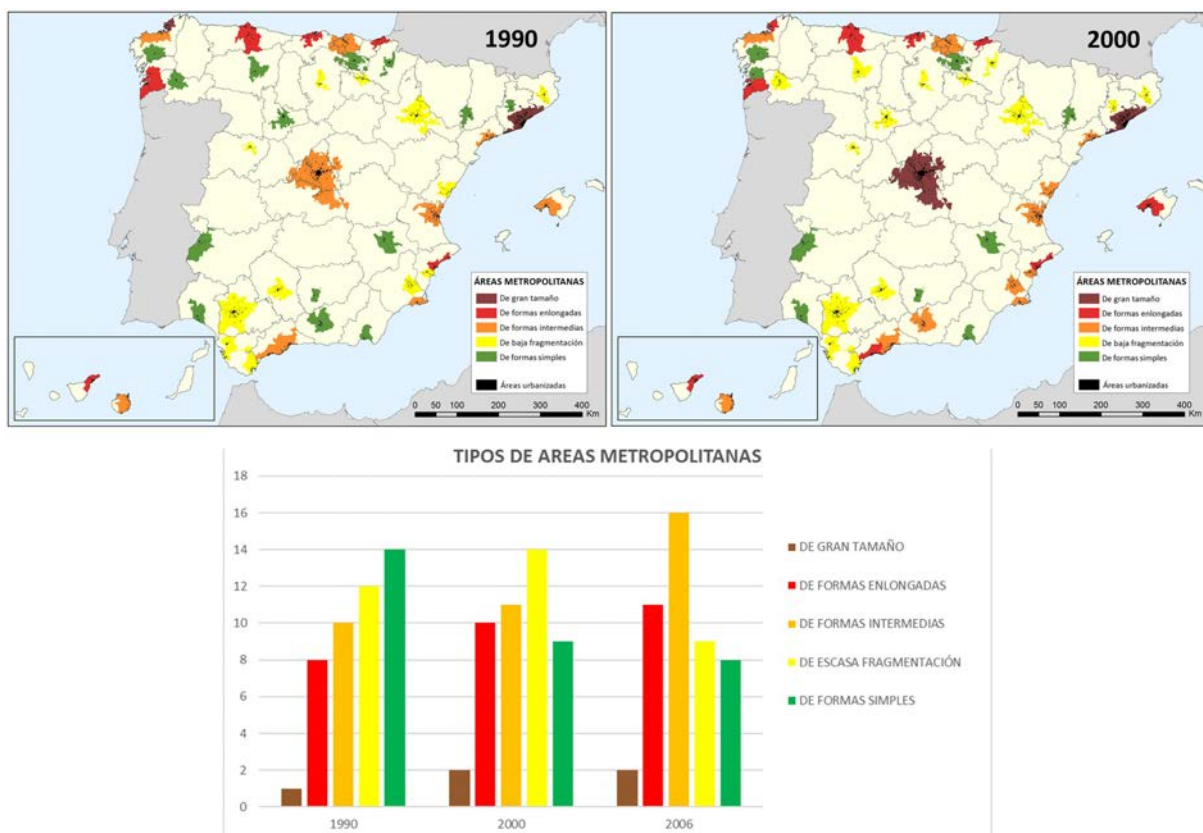 1990
ÁREAS METROPOLITANAS
De gran tamaño
De formas enlongadas
De formas intermedias
De baja fragmentación
De formas simples
Áreas urbanizadas
0 50 100 200 300 400
Km
2000
ÁREAS METROPOLITANAS
De gran tamaño
De formas enlongadas
De formas intermedias
De baja fragmentación
De formas simples
Áreas urbanizadas
0 50 100 200 300 400
Km
TIPOS DE AREAS METROPOLITANAS
18
16
14
12
10
8
6
4
2
0
1990 2000 2006
DE GRAN TAMAÑO
DE FORMAS ENLONGADAS
DE FORMAS INTERMEDIAS
DE ESCASA FRAGMENTACIÓN
DE FORMAS SIMPLES